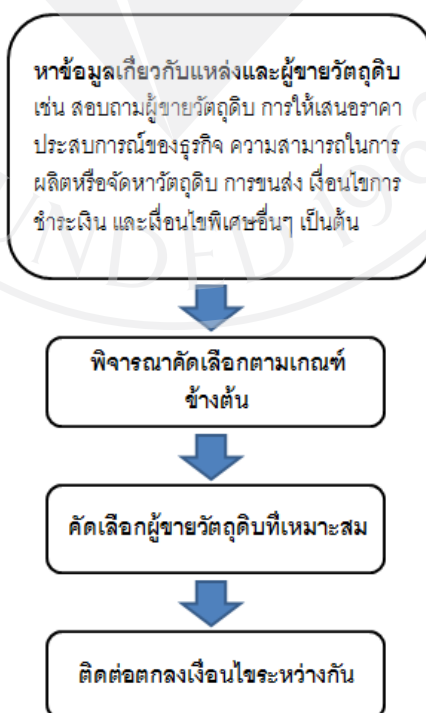 หาข้อมูลเกี่ยวกับแหล่งและผู้ขายวัตถุดิบ
เช่น สอบถามผู้ขายวัตถุดิบ การให้เสนอราคา
ประสบการณ์ของธุรกิจ ความสามารถในการ
ผลิตหรือจัดหาวัตถุดิบ การขนส่ง เงื่อนไขการ
ชำระเงิน และเงื่อนไขพิเศษอื่นๆ เป็นต้น
UNDED 196
พิจารณาคัดเลือกตามเกณฑ์
ข้างต้น
คัดเลือกผู้ขายวัตถุดิบที่เหมาะสม
ติดต่อตกลงเงื่อนไขระหว่างกัน